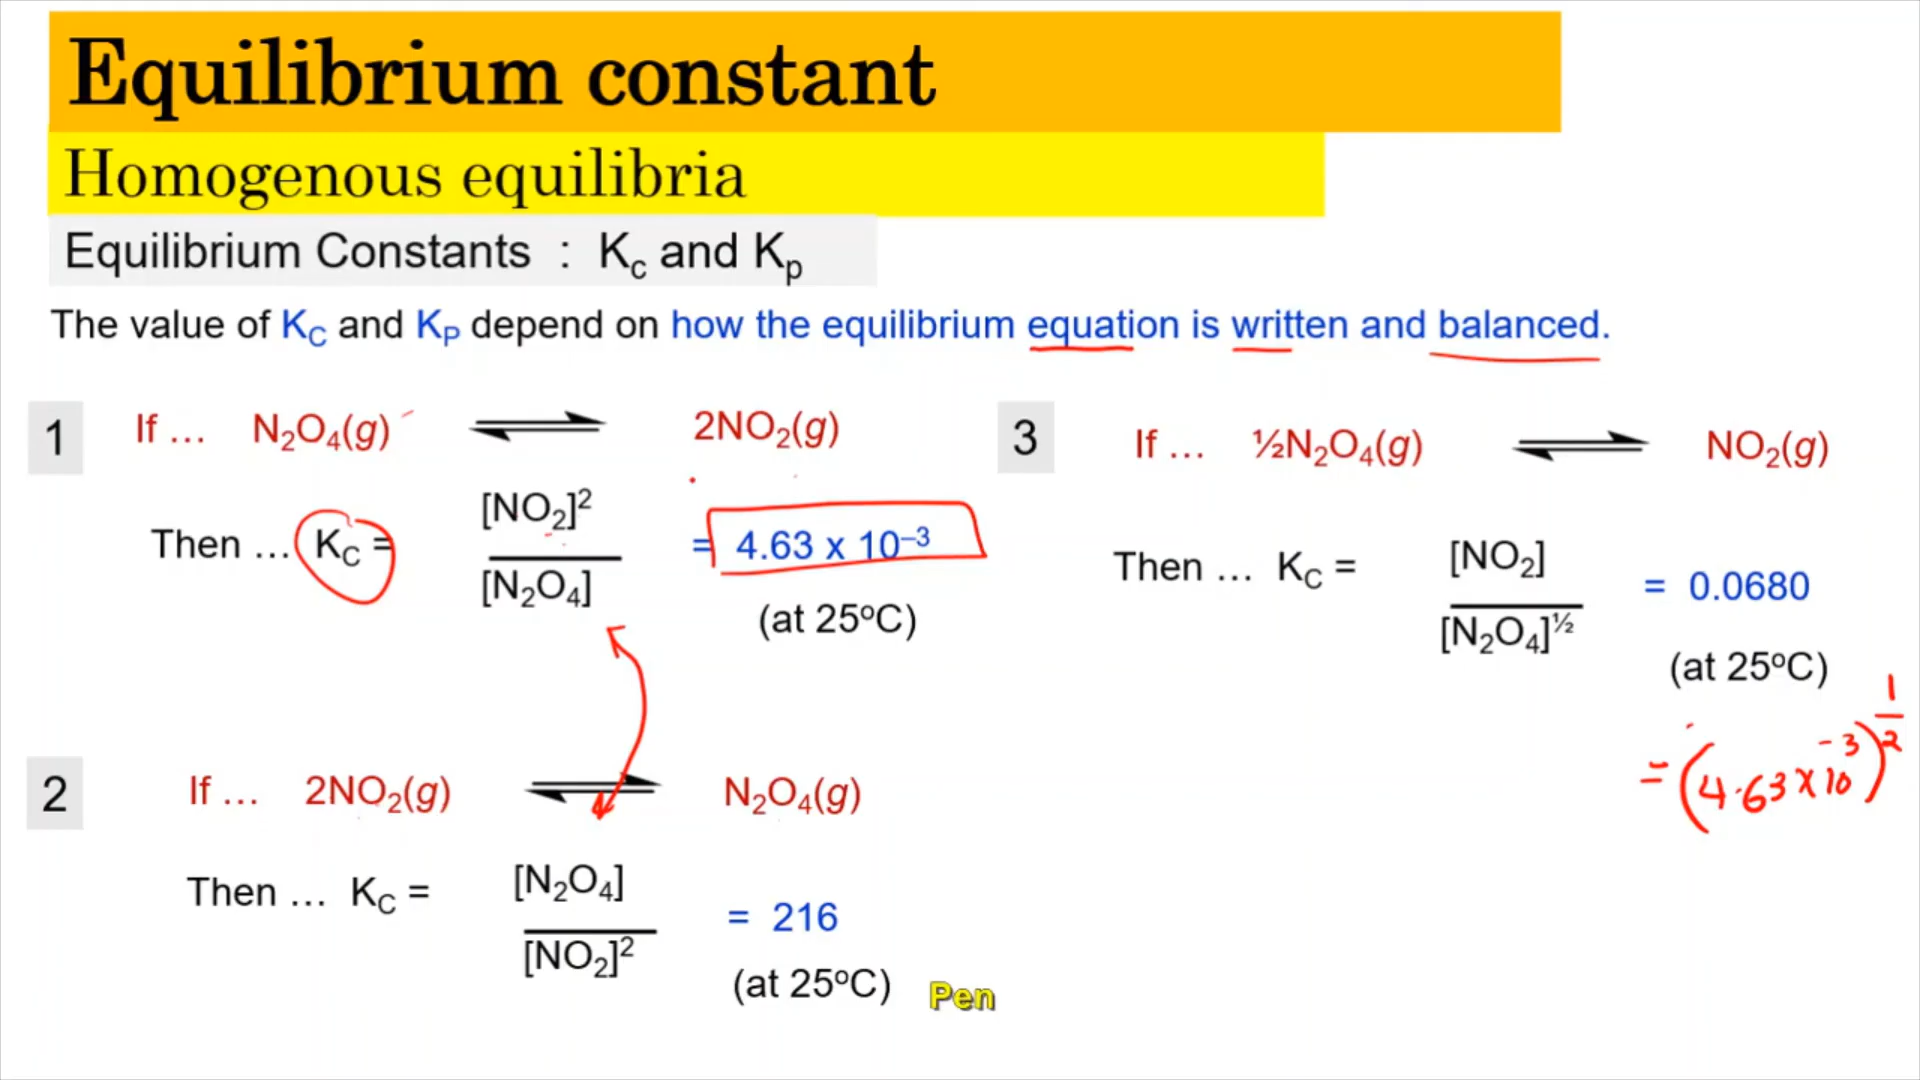 Equilibrium constant
Homogenous equilibria
Equilibrium Constants : Kc and Kp
The value of KC and KP depend on how the equilibrium equation is written and balanced.
1 If … N₂O₄(g) ⇌ 2NO₂(g)
Then … KC = [NO₂]² / [N₂O₄] = 4.63 x 10⁻³
(at 25ºC)
2 If … 2NO₂(g) ⇌ N₂O₄(g)
Then … KC = [N₂O₄] / [NO₂]² = 216
(at 25ºC)
Pen
3 If … ½N₂O₄(g) ⇌ NO₂(g)
Then … KC = [NO₂] / [N₂O₄]^½ = 0.0680
(at 25ºC)
= (4.63 x 10⁻³)^1/2